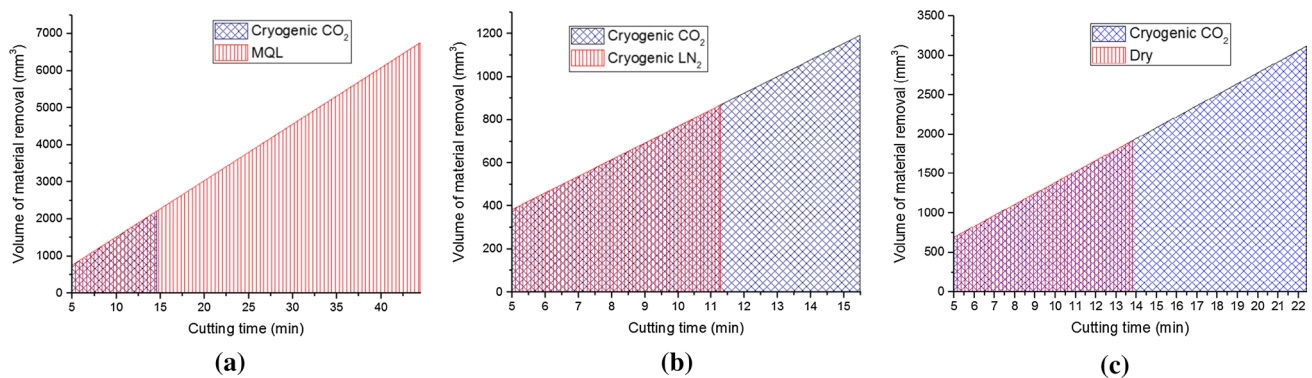 Cryogenic CO2
MQL
Volume of material removal (mm3)
7000
6000
5000
4000
3000
2000
1000
0
5 10 15 20 25 30 35 40
Cutting time (min)
(a)
Cryogenic CO2
Cryogenic LN2
Volume of material removal (mm3)
1200
1000
800
600
400
200
0
5 6 7 8 9 10 11 12 13 14 15
Cutting time (min)
(b)
Cryogenic CO2
Dry
Volume of material removal (mm3)
3500
3000
2500
2000
1500
1000
500
0
5 6 7 8 9 10 11 12 13 14 15 16 17 18 19 20 21 22
Cutting time (min)
(c)